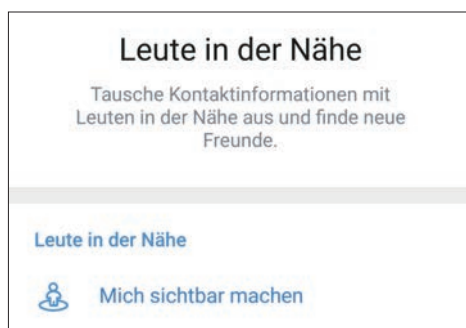 Leute in der Nähe
Tausche Kontaktinformationen mit
Leuten in der Nähe aus und finde neue
Freunde.
Leute in der Nähe
Mich sichtbar machen